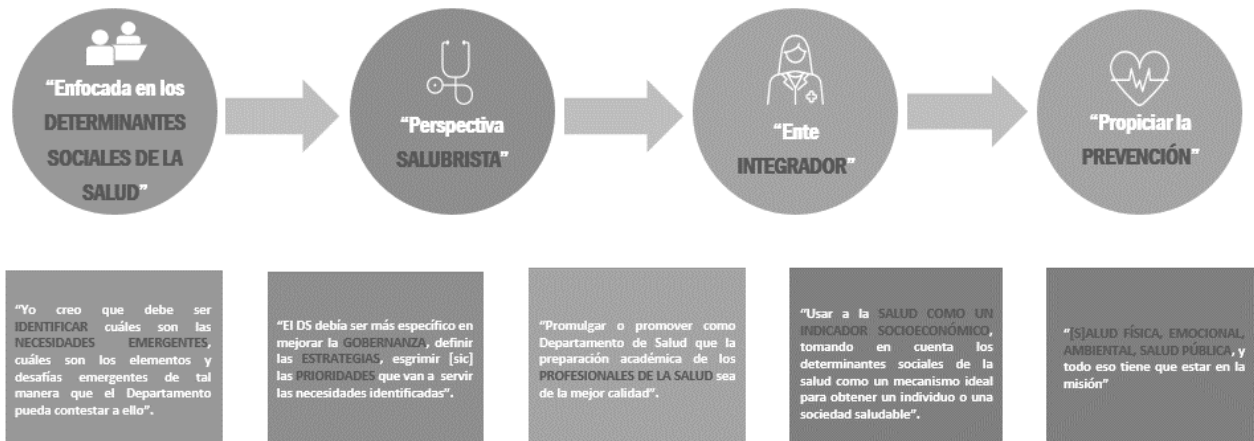 “Enfocada en los
DETERMINANTES
SOCIALES DE LA
SALUD”
“Perspectiva
SALUBRISTA”
“Ente
INTEGRADOR”
“Propiciar la
PREVENCIÓN”
“Yo creo que debe ser
IDENTIFICAR cuáles son las
NECESIDADES EMERGENTES,
cuáles son los elementos y
desafías emergentes de tal
manera que el Departamento
pueda contestar a ello”.
“El DS debía ser más específico en
mejorar la GOBERNANZA, definir
las ESTRATEGIAS, esgrimir [sic]
las PRIORIDADES que van a servir
las necesidades identificadas”.
“Promulgar o promover como
Departamento de Salud que la
preparación académica de los
PROFESIONALES DE LA SALUD sea
de la mejor calidad”.
“Usar a la SALUD COMO UN
INDICADOR SOCIOECONÓMICO,
tomando en cuenta los
determinantes sociales de la
salud como un mecanismo ideal
para obtener un individuo o una
sociedad saludable”.
“[S]ALUD FÍSICA, EMOCIONAL,
AMBIENTAL, SALUD PÚBLICA, y
todo eso tiene que estar en la
misión”